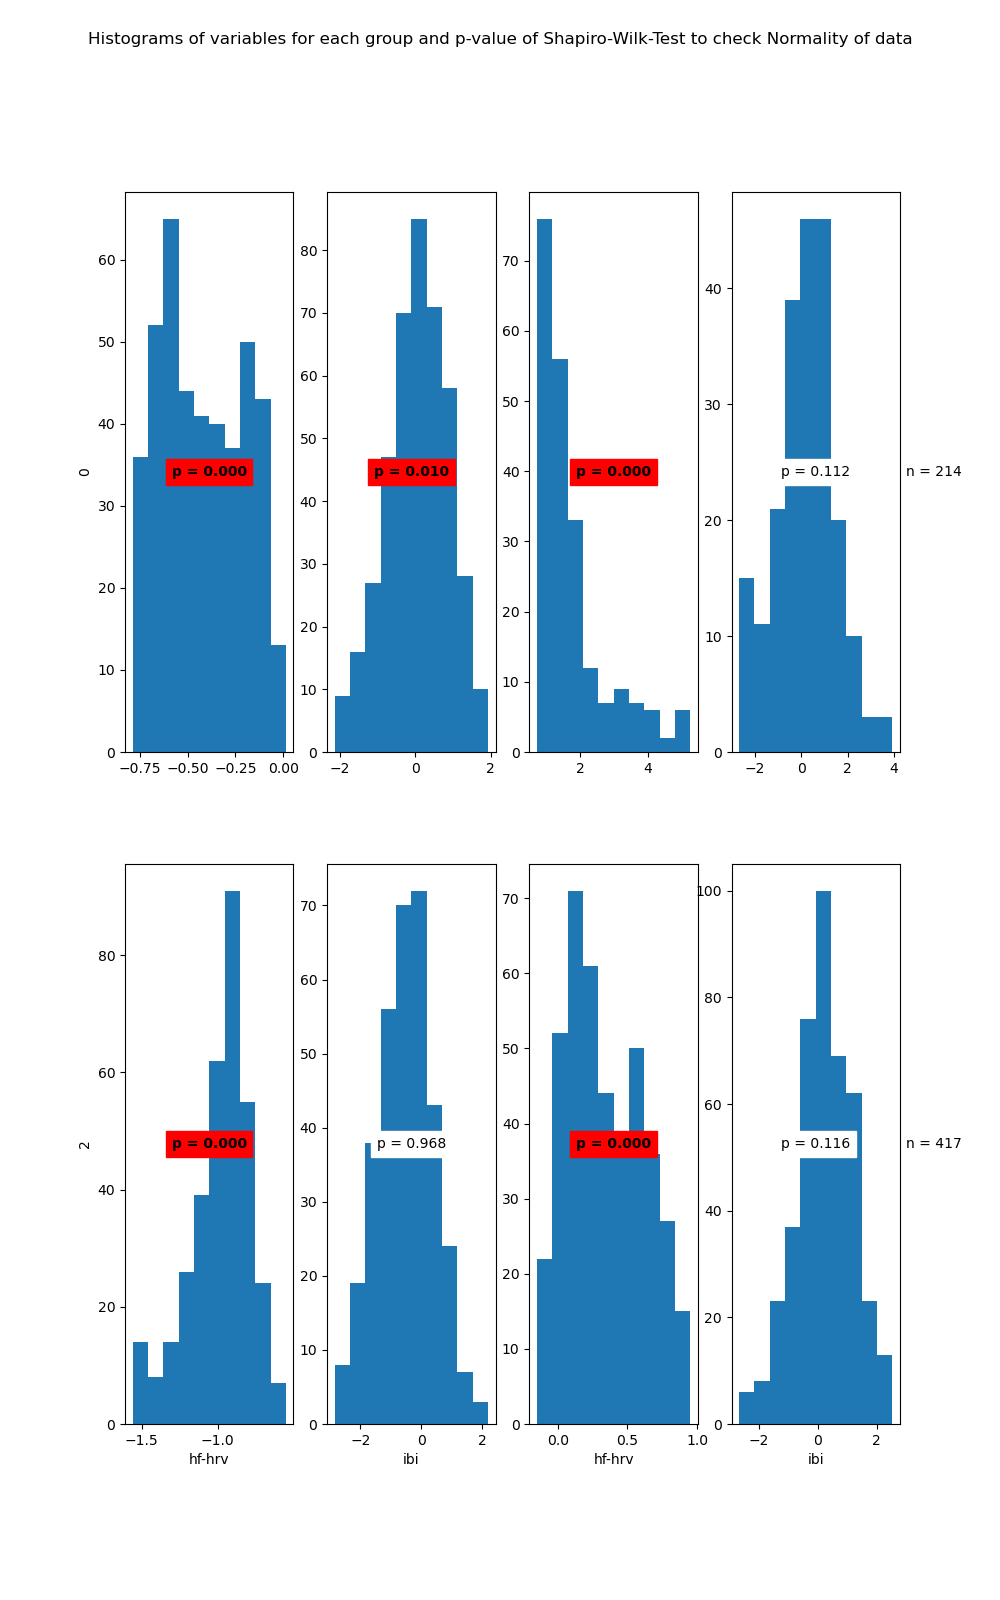 Histograms of variables for each group and p-value of Shapiro-Wilk-Test to check Normality of data
0
60
50
40
30
20
10
0
−0.75 −0.50 −0.25 0.00
p = 0.000
80
70
60
50
40
30
20
10
0
−2 0 2
p = 0.010
70
60
50
40
30
20
10
0
2 4
p = 0.000
40
30
20
10
0
−2 0 2 4
p = 0.112
n = 214
2
80
60
40
20
0
−1.5 −1.0
hf-hrv
p = 0.000
70
60
50
40
30
20
10
0
−2 0 2
ibi
p = 0.968
70
60
50
40
30
20
10
0
0.0 0.5 1.0
hf-hrv
p = 0.000
100
80
60
40
20
0
−2 0 2
ibi
p = 0.116
n = 417